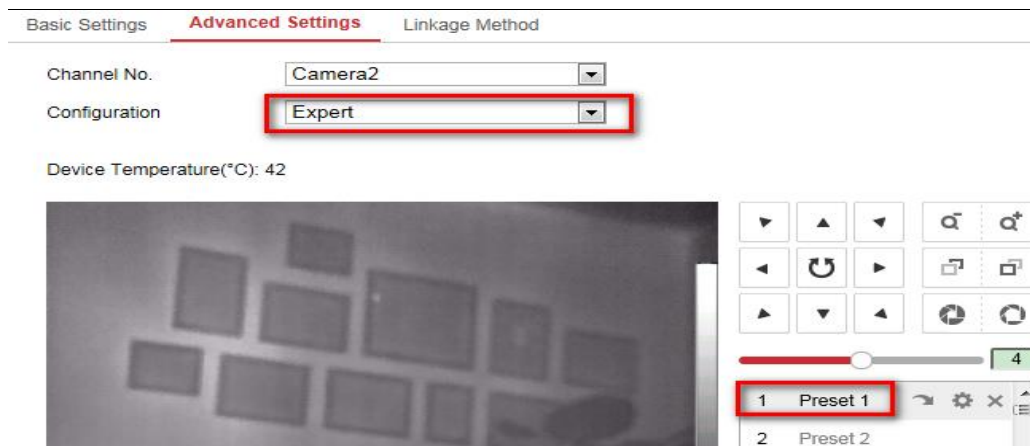 Basic Settings Advanced Settings Linkage Method
Channel No. Camera2
Configuration Expert
Device Temperature(°C): 42
4
1 Preset 1
2 Preset 2